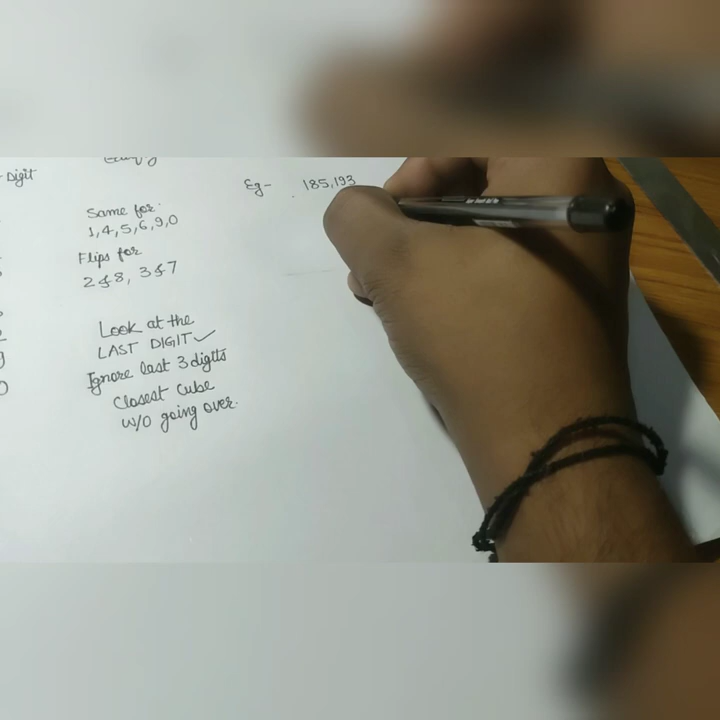 Digit
Eg- 185,193
Same for:
1,4,5,6,9,0
Flips for
2&8, 3&7
Look at the
LAST DIGIT ✓
Ignore last 3 digits
Closest Cube
w/o going over.